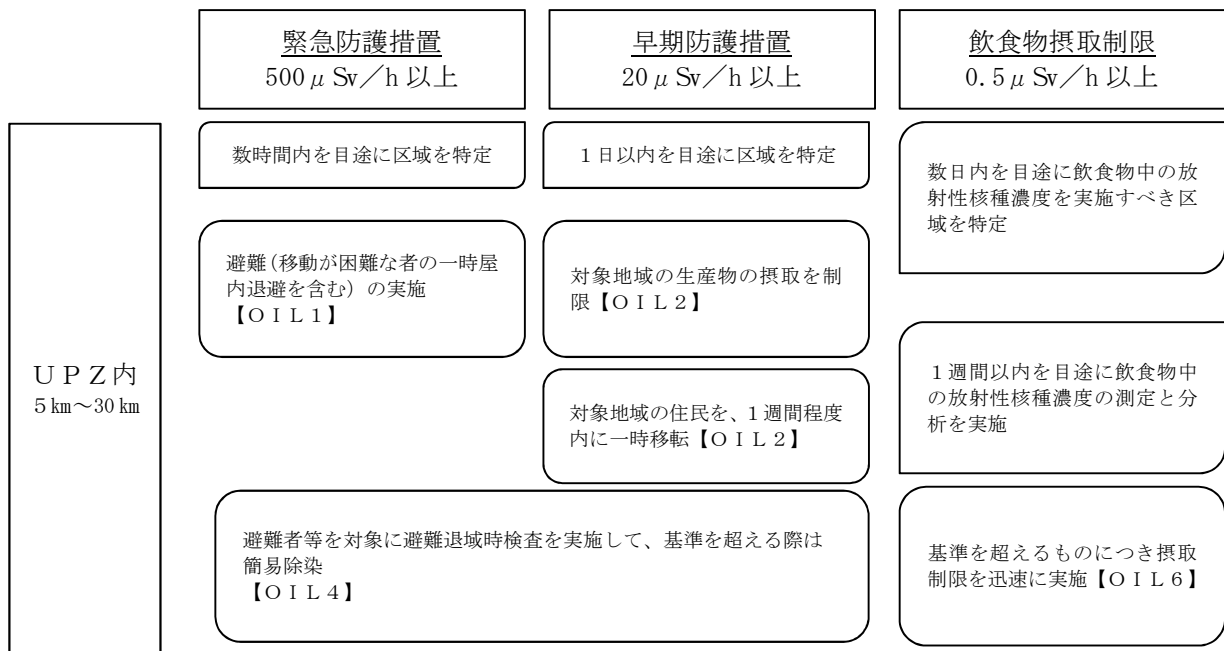 緊急防護措置
500μSv/h以上
早期防護措置
20μSv/h以上
飲食物摂取制限
0.5μSv/h以上
UPZ内
5km~30km
数時間内を目途に区域を特定
避難(移動が困難な者の一時屋
内退避を含む)の実施
【OIL1】
1日以内を目途に区域を特定
対象地域の生産物の摂取を制
限【OIL2】
対象地域の住民を、1週間程度
内に一時移転【OIL2】
避難者等を対象に避難退域時検査を実施して、基準を超える際は
簡易除染
【OIL4】
数日内を目途に飲食物中の放
射性核種濃度を実施すべき区
域を特定
1週間以内を目途に飲食物中
の放射性核種濃度の測定と分
析を実施
基準を超えるものにつき摂取
制限を迅速に実施【OIL6】